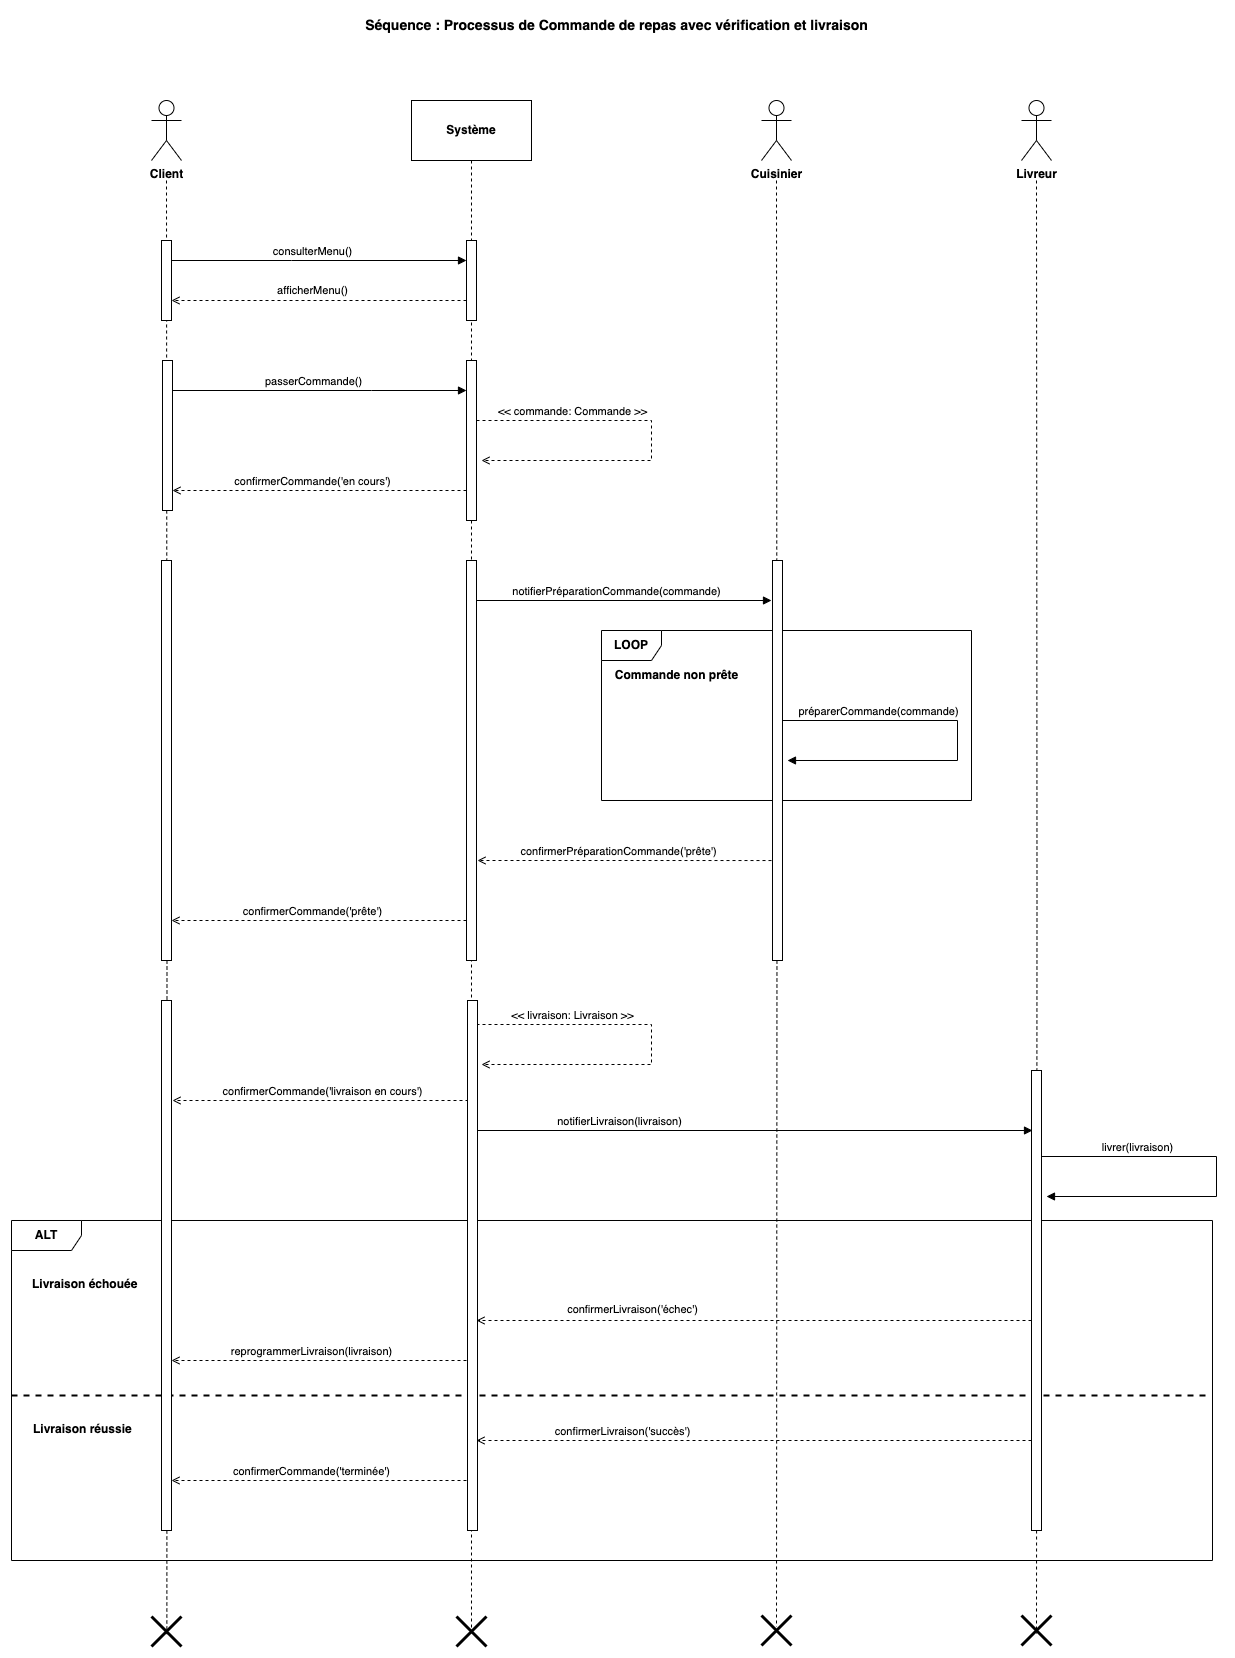 Séquence : Processus de Commande de repas avec vérification et livraison
Client
Système
Cuisinier
Livreur
consulterMenu()
afficherMenu()
passerCommande()
<< commande: Commande >>
confirmerCommande('en cours')
notifierPréparationCommande(commande)
LOOP
Commande non prête
préparerCommande(commande)
confirmerPréparationCommande('prête')
confirmerCommande('prête')
<< livraison: Livraison >>
confirmerCommande('livraison en cours')
notifierLivraison(livraison)
livrer(livraison)
ALT
Livraison échouée
confirmerLivraison('échec')
reprogrammerLivraison(livraison)
Livraison réussie
confirmerLivraison('succès')
confirmerCommande('terminée')